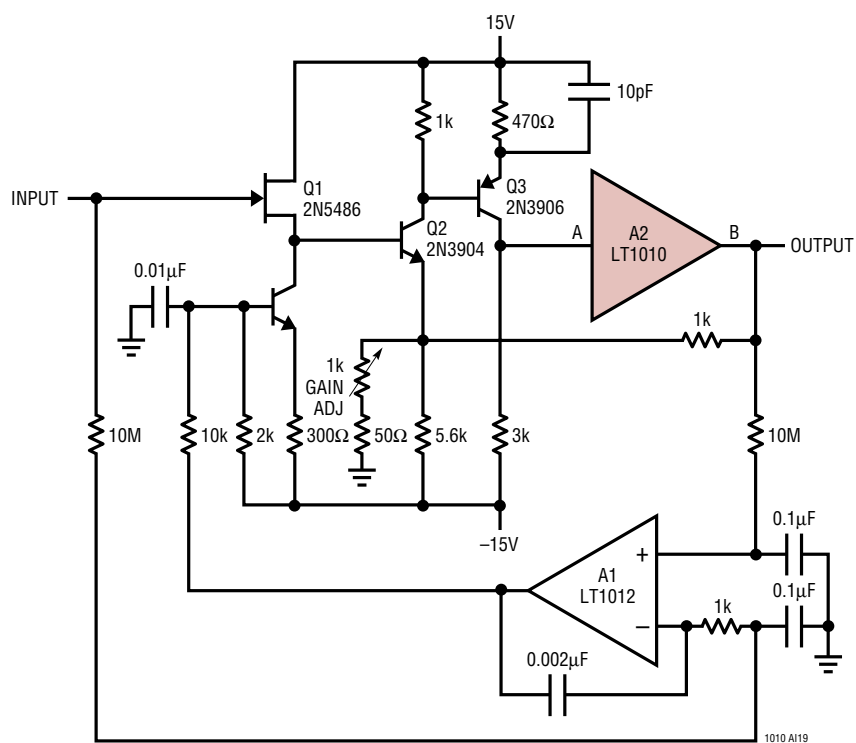 15V
10pF
1k
470Ω
INPUT
Q1
2N5486
Q3
2N3906
Q2
2N3904
A
A2
LT1010
B
OUTPUT
0.01µF
1k
1k
GAIN
ADJ
10M
10k
2k
300Ω
50Ω
5.6k
3k
10M
–15V
0.1µF
+
A1
LT1012
0.1µF
1k
–
0.002µF
1010 AI19